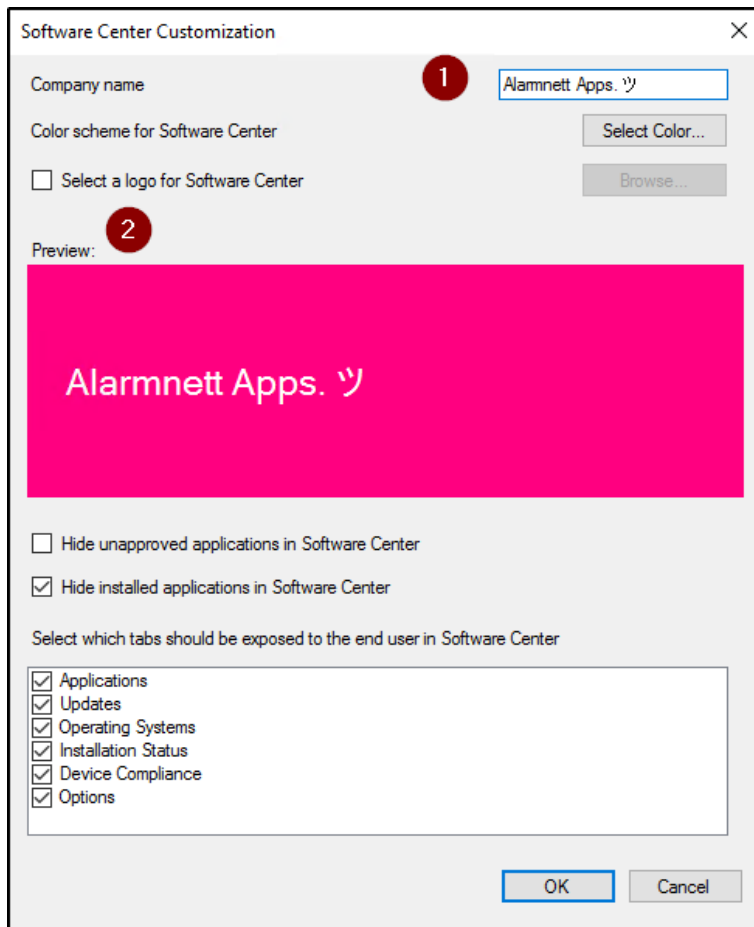 Software Center Customization
Company name
1
Alarmnett Apps. ツ
Color scheme for Software Center
Select Color...
Select a logo for Software Center
Browse...
2
Preview:
Alarmnett Apps. ツ
Hide unapproved applications in Software Center
Hide installed applications in Software Center
Select which tabs should be exposed to the end user in Software Center
Applications
Updates
Operating Systems
Installation Status
Device Compliance
Options
OK
Cancel